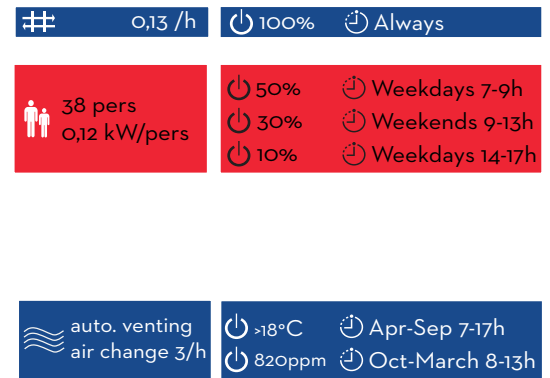 0,13 /h 100% Always
38 pers
0,12 kW/pers
50% Weekdays 7-9h
30% Weekends 9-13h
10% Weekdays 14-17h
auto. venting
air change 3/h
>18°C Apr-Sep 7-17h
820ppm Oct-March 8-13h